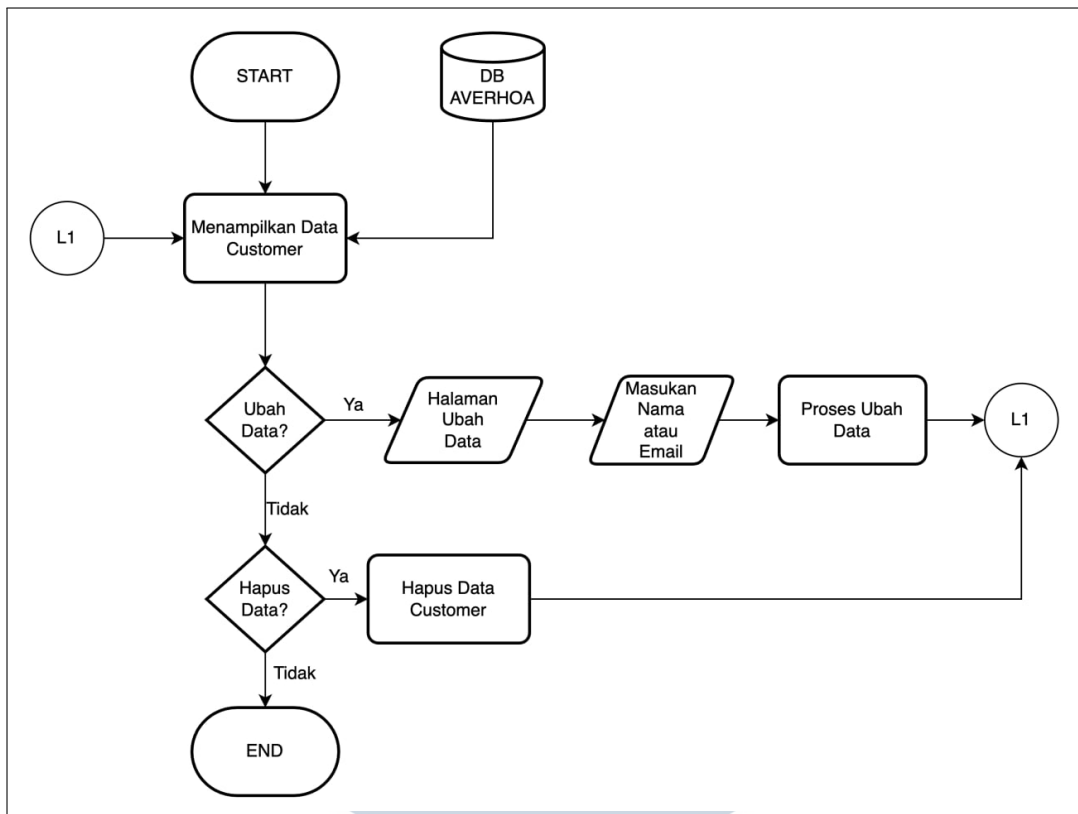 START
DB
AVERHOA
L1
Menampilkan Data
Customer
Ubah
Data?
Ya
Halaman
Ubah
Data
Masukan
Nama
atau
Email
Proses Ubah
Data
L1
Tidak
Hapus
Data?
Ya
Hapus Data
Customer
Tidak
END